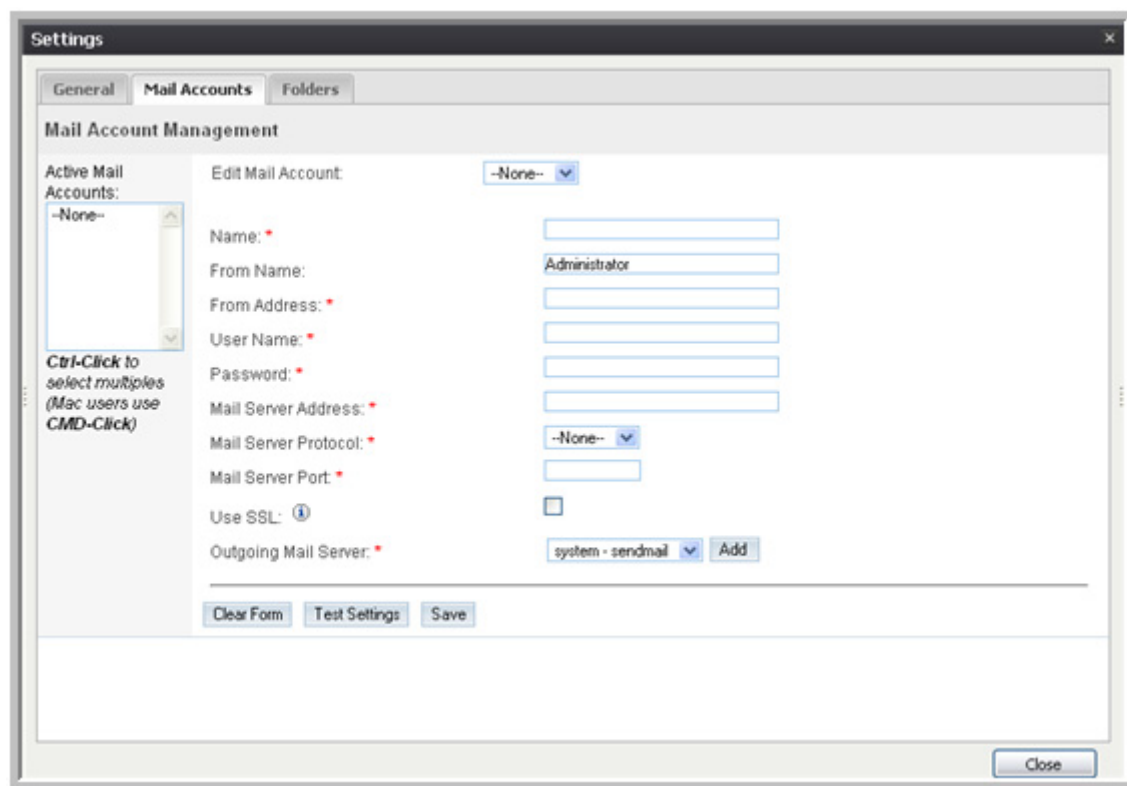 Settings
General Mail Accounts Folders
Mail Account Management
Active Mail
Accounts:
--None--
Ctrl-Click to
select multiples
(Mac users use
CMD-Click)
Edit Mail Account: --None--
Name: *
From Name: Administrator
From Address: *
User Name: *
Password: *
Mail Server Address: *
Mail Server Protocol: * --None--
Mail Server Port: *
Use SSL: i
Outgoing Mail Server: * system - sendmail Add
Clear Form Test Settings Save
Close